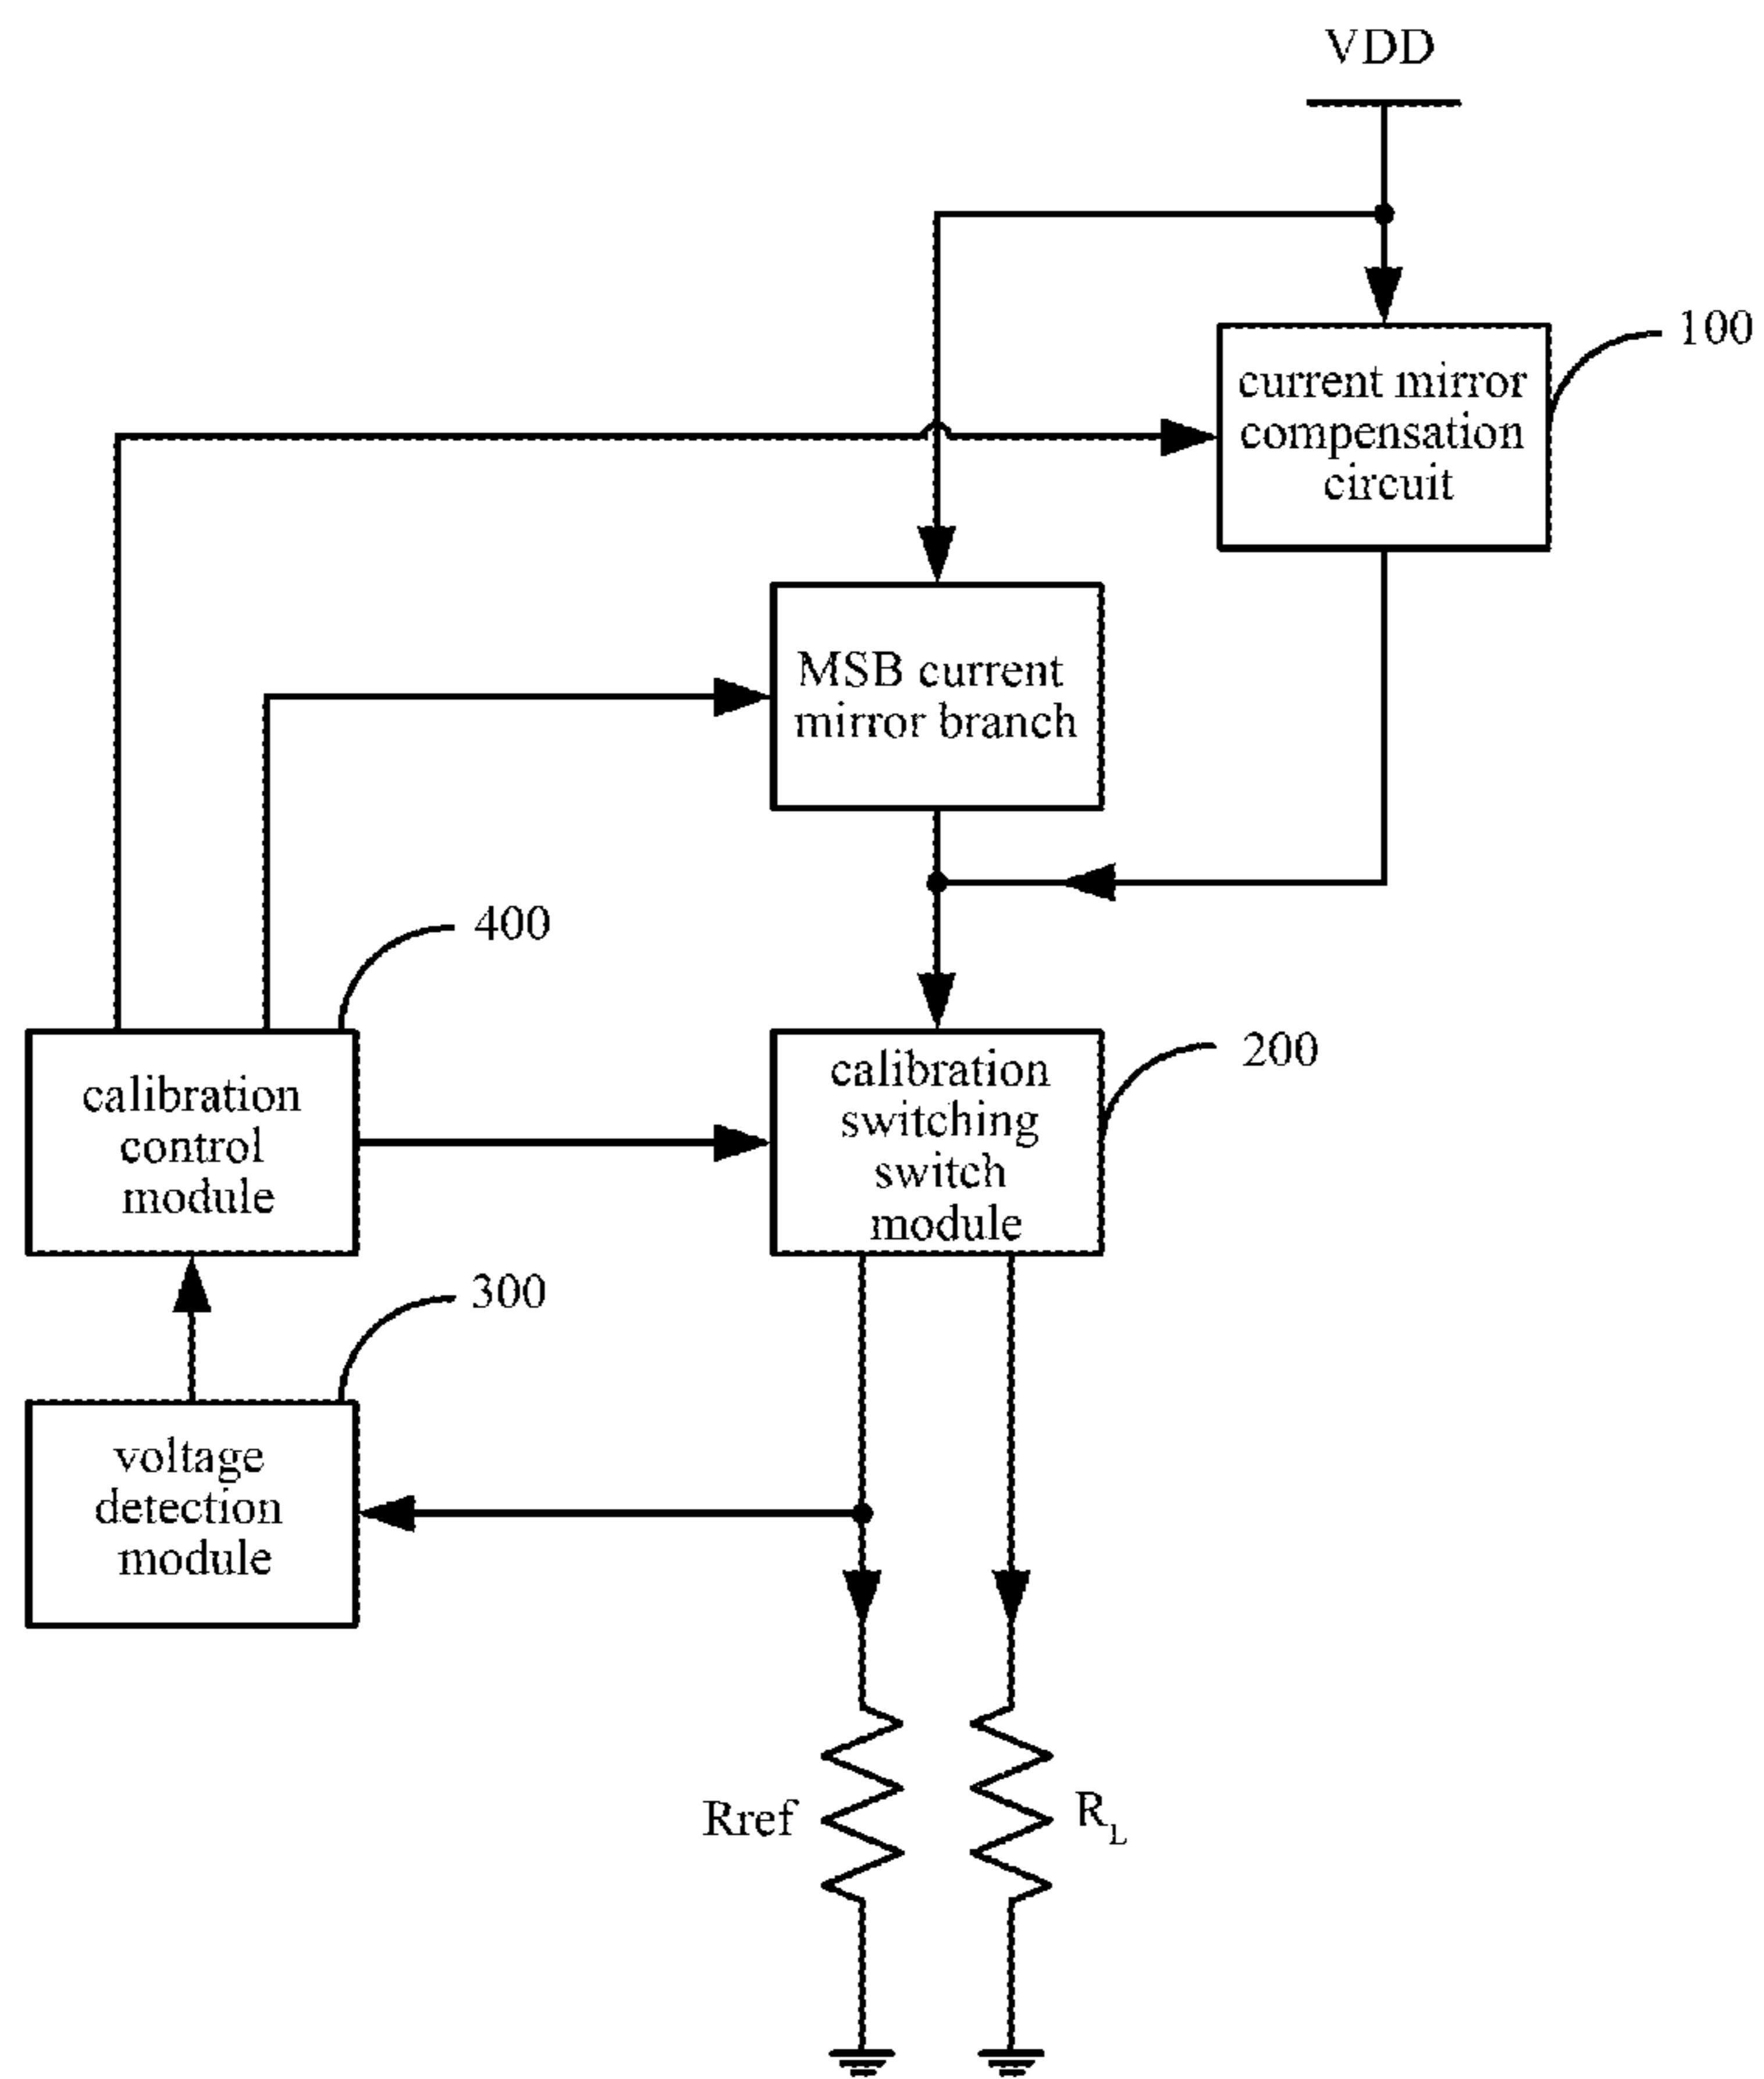 VDD
100
current mirror
compensation
circuit
MSB current
mirror branch
400
calibration
control
module
200
calibration
switching
switch
module
300
voltage
detection
module
Rref
R_L